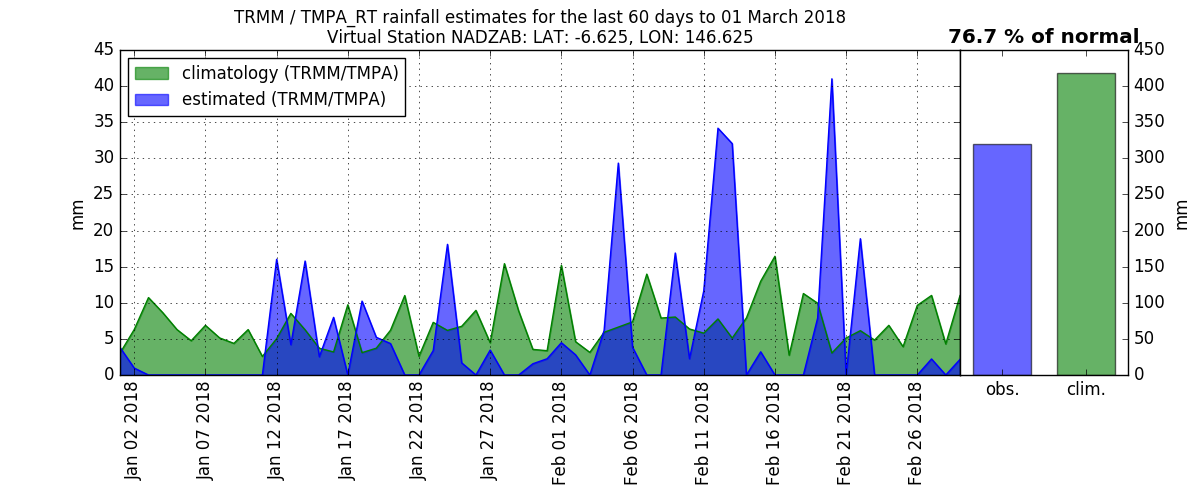 TRMM / TMPA_RT rainfall estimates for the last 60 days to 01 March 2018
Virtual Station NADZAB: LAT: -6.625, LON: 146.625
76.7 % of normal
climatology (TRMM/TMPA)
estimated (TRMM/TMPA)
45
40
35
30
25
20
15
10
5
0
mm
Jan 02 2018
Jan 07 2018
Jan 12 2018
Jan 17 2018
Jan 22 2018
Jan 27 2018
Feb 01 2018
Feb 06 2018
Feb 11 2018
Feb 16 2018
Feb 21 2018
Feb 26 2018
obs.
clim.
450
400
350
300
250
200
150
100
50
0
mm